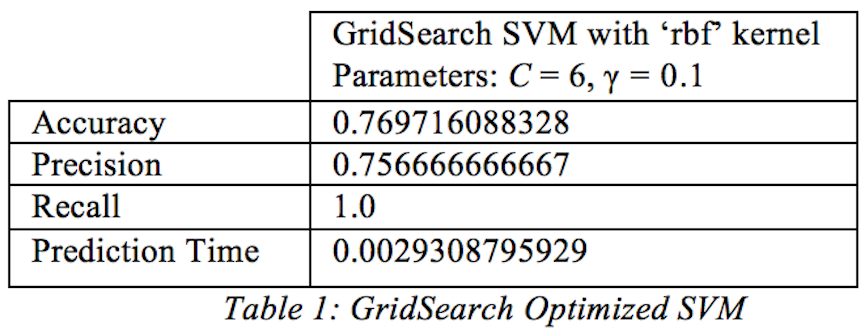 GridSearch SVM with ‘rbf’ kernel
Parameters: C = 6, γ = 0.1
Accuracy 0.769716088328
Precision 0.756666666667
Recall 1.0
Prediction Time 0.0029308795929
Table 1: GridSearch Optimized SVM